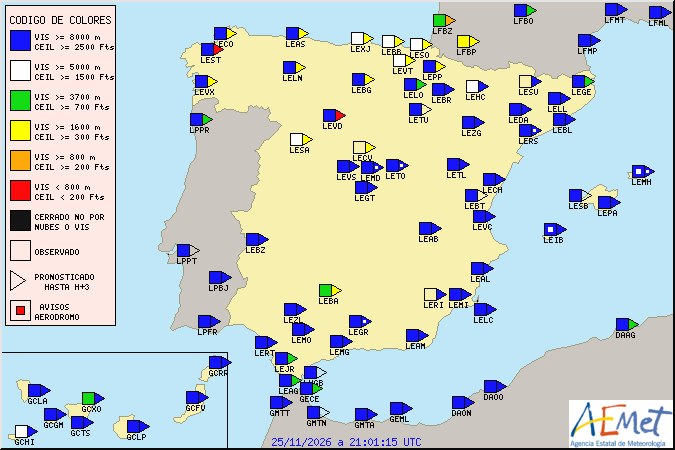 CODIGO DE COLORES
VIS >= 8000 m
CEIL >= 2500 Fts
VIS >= 5000 m
CEIL >= 1500 Fts
VIS >= 3700 m
CEIL >= 700 Fts
VIS >= 1600 m
CEIL >= 300 Fts
VIS >= 800 m
CEIL >= 200 Fts
VIS < 800 m
CEIL < 200 Fts
CERRADO NO POR
NUBES O VIS
OBSERVADO
PRONOSTICADO
HASTA H+3
AVISOS
AERODROMO
LFBO
LFMT
LFML
LFBZ
LECO
LEAS
LEXJ
LEBB
LESO
LFBP
LFMP
LEST
LEVT
LEPP
LELN
LEVX
LEBG
LELO
LEBR
LEHC
LESU
LEGE
LELL
LPPR
LEVD
LETU
LEZG
LEDA
LERS
LEBL
LESA
LECV
LEVS
LEMD
LETO
LETL
LEGT
LECH
LEMH
LEBT
LESB
LEPA
LEVC
LEBZ
LEAB
LEIB
LPPT
LPBJ
LEAL
LEBA
LERI
LEMI
LEZL
LELC
LPFR
LEMO
LEGR
DAAG
LERT
LEMG
LEAM
LEJR
GCRR
LXGB
LEAG
GECE
DAOO
GCLA
GCXO
GCFV
GMTT
GMTN
GMTA
GEML
DAON
GCGM
GCTS
GCLP
GCHI
25/11/2026 a 21:01:15 UTC
AEMet
Agencia Estatal de Meteorología